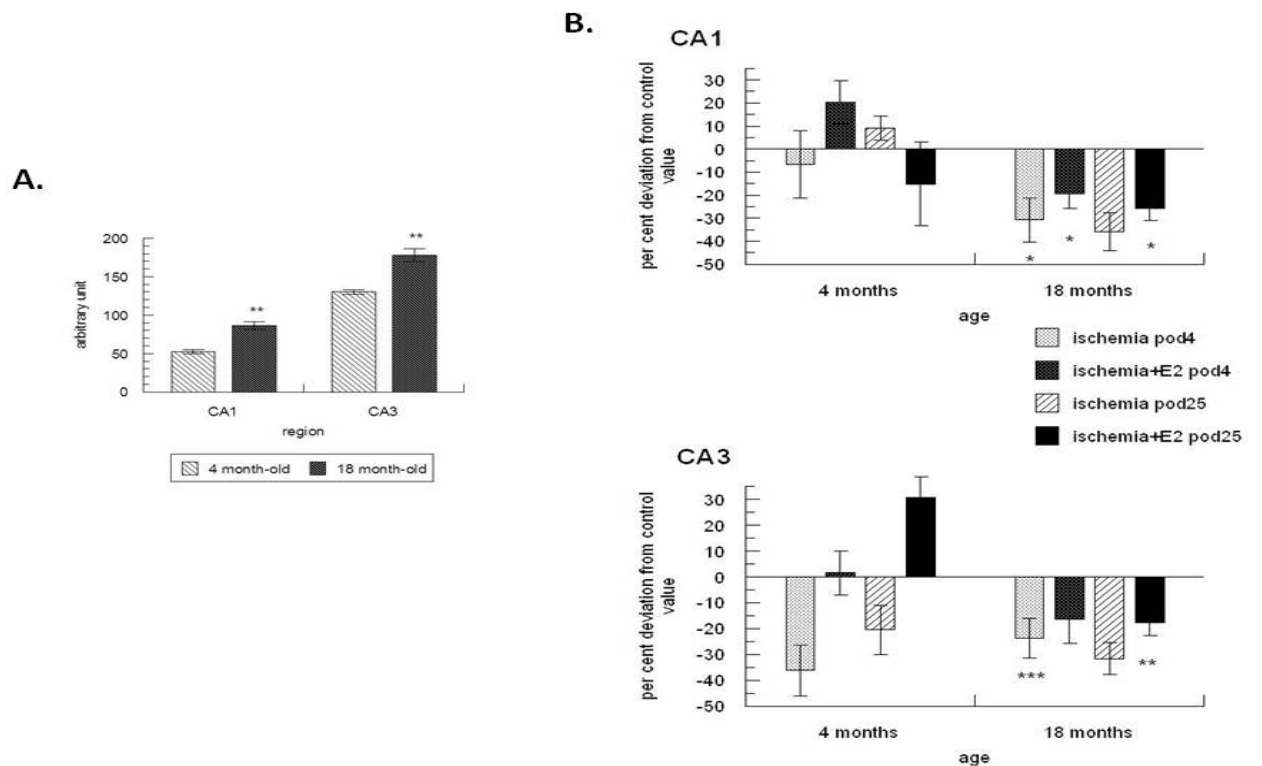 A.
200
150
100
50
0
arbitrary unit
**
**
CA1
CA3
region
4 month-old
18 month-old
B.
CA1
30
20
10
0
-10
-20
-30
-40
-50
per cent deviation from control
value
*
*
*
4 months
18 months
age
ischemia pod4
ischemia+E2 pod4
ischemia pod25
ischemia+E2 pod25
CA3
30
20
10
0
-10
-20
-30
-40
-50
per cent deviation from control
value
***
**
4 months
18 months
age